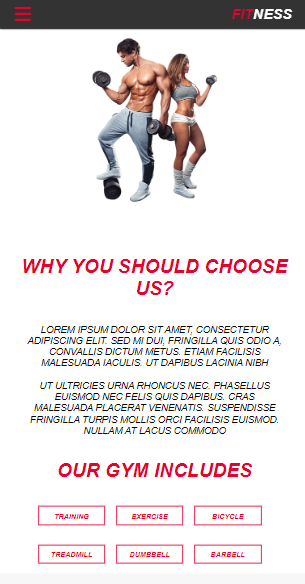 FITNESS
WHY YOU SHOULD CHOOSE
US?
LOREM IPSUM DOLOR SIT AMET, CONSECTETUR
ADIPISCING ELIT. SED MI DUI, FRINGILLA QUIS ODIO A,
CONVALLIS DICTUM METUS. ETIAM FACILISIS
MALESUADA IACULIS. UT DAPIBUS LACINIA NIBH
UT ULTRICIES URNA RHONCUS NEC. PHASELLUS
EUISMOD NEC FELIS QUIS DAPIBUS. CRAS
MALESUADA PLACERAT VENENATIS. SUSPENDISSE
FRINGILLA TURPIS MOLLIS ORCI FACILISIS EUISMOD.
NULLAM AT LACUS COMMODO
OUR GYM INCLUDES
TRAINING EXERCISE BICYCLE
TREADMILL DUMBBELL BARBELL